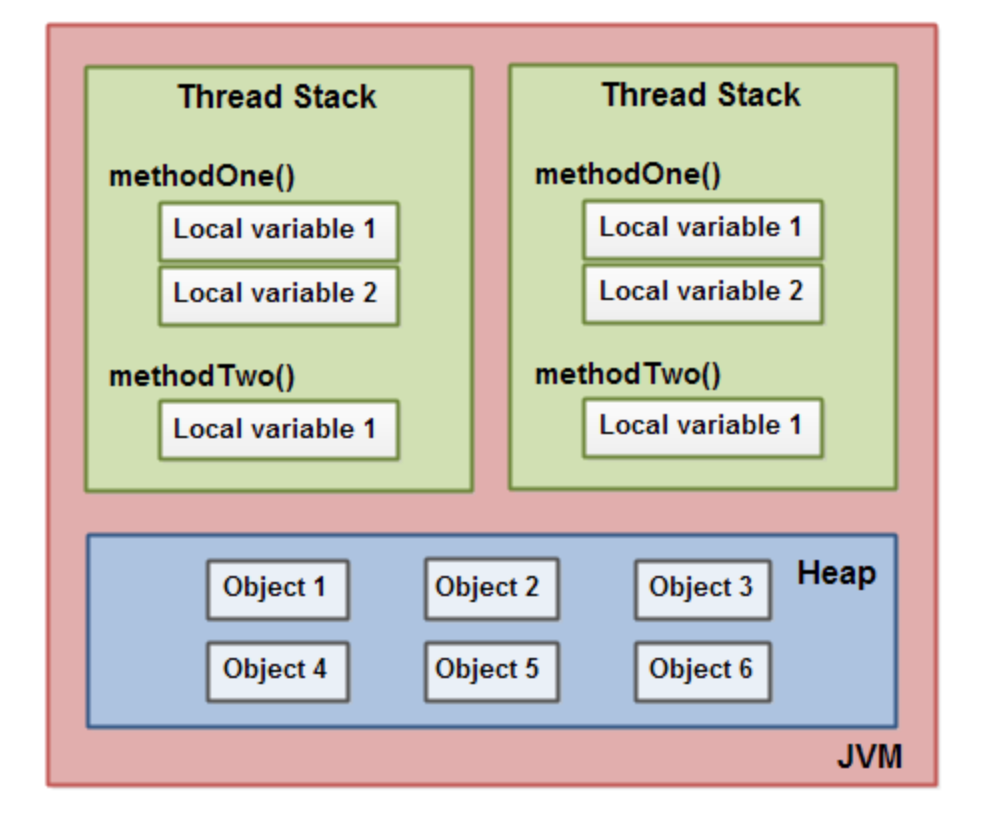 Thread Stack
methodOne()
Local variable 1
Local variable 2
methodTwo()
Local variable 1
Thread Stack
methodOne()
Local variable 1
Local variable 2
methodTwo()
Local variable 1
Heap
Object 1
Object 2
Object 3
Object 4
Object 5
Object 6
JVM